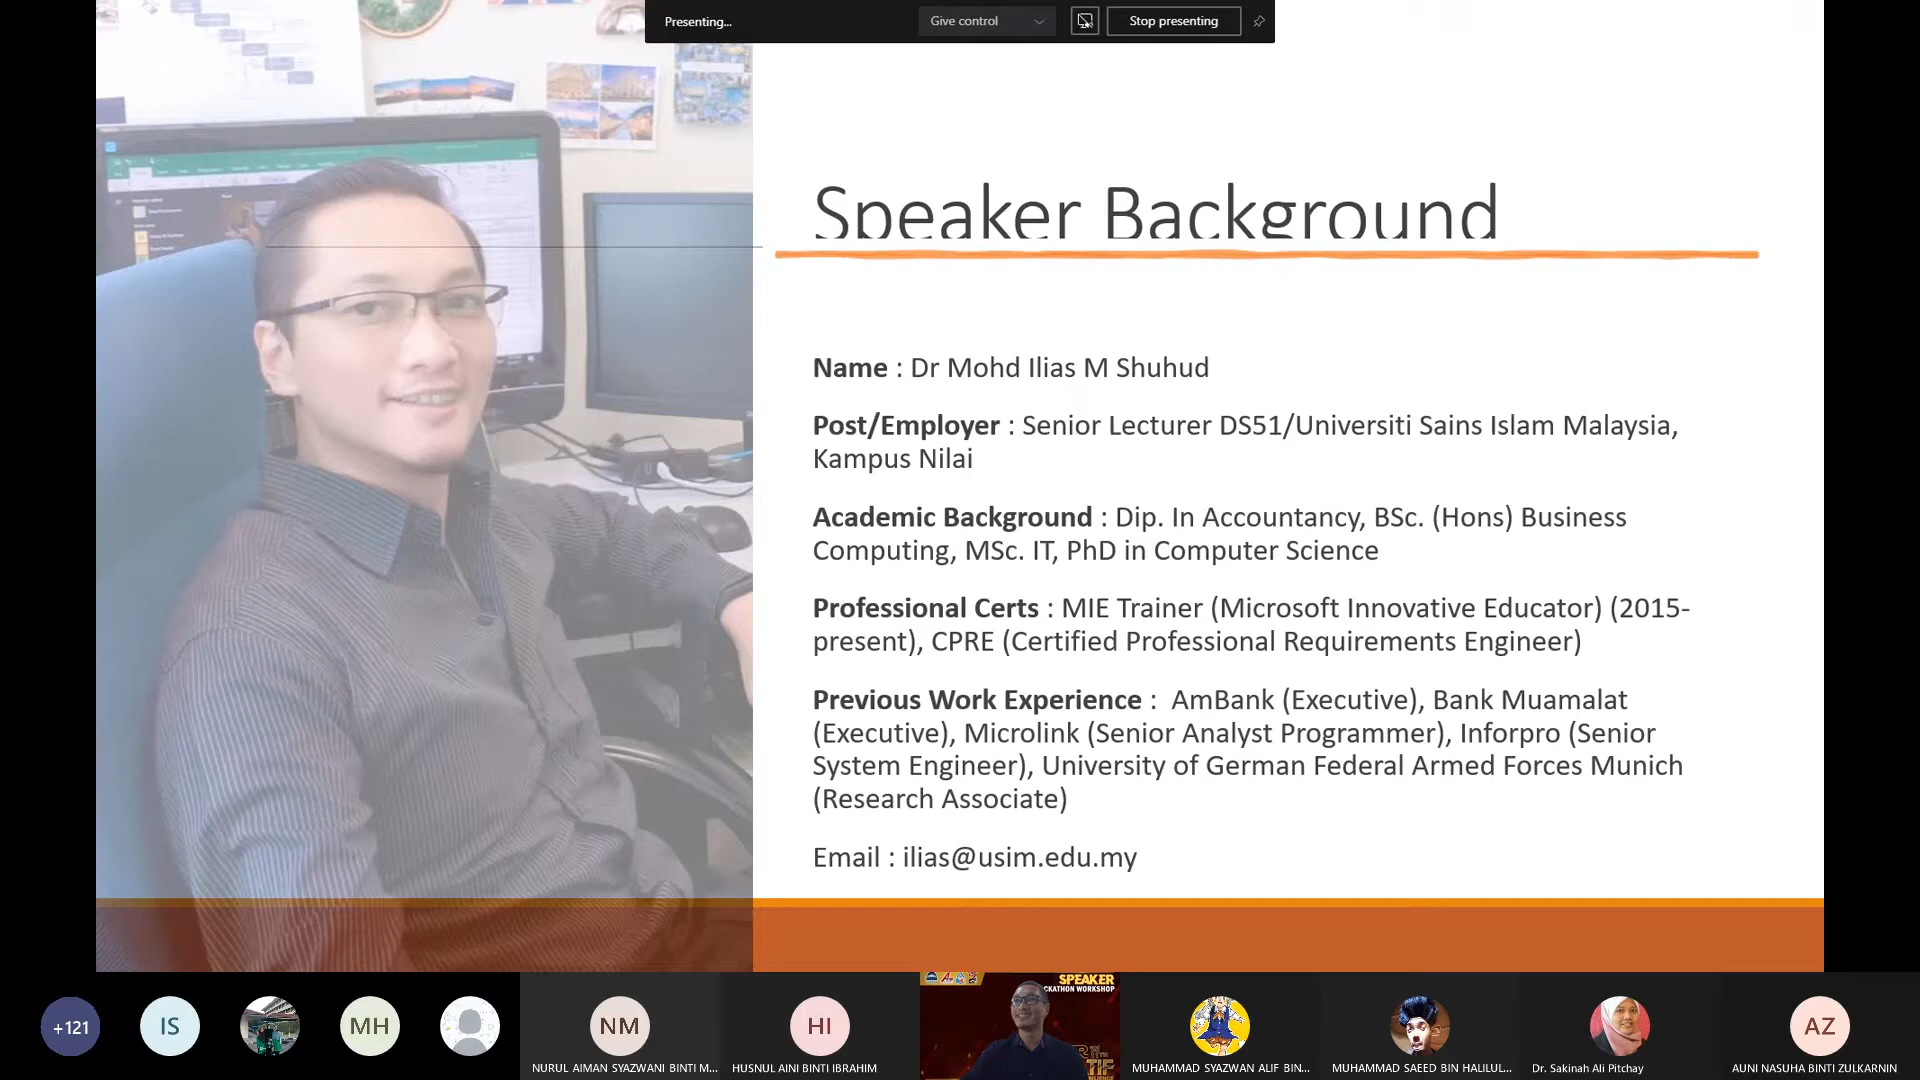 Presenting...
Give control
Stop presenting
Speaker Background
Name : Dr Mohd Ilias M Shuhud
Post/Employer : Senior Lecturer DS51/Universiti Sains Islam Malaysia,
Kampus Nilai
Academic Background : Dip. In Accountancy, BSc. (Hons) Business
Computing, MSc. IT, PhD in Computer Science
Professional Certs : MIE Trainer (Microsoft Innovative Educator) (2015-
present), CPRE (Certified Professional Requirements Engineer)
Previous Work Experience :  AmBank (Executive), Bank Muamalat
(Executive), Microlink (Senior Analyst Programmer), Inforpro (Senior
System Engineer), University of German Federal Armed Forces Munich
(Research Associate)
Email : ilias@usim.edu.my
+121
IS
MH
NM
NURUL AIMAN SYAZWANI BINTI M...
HI
HUSNUL AINI BINTI IBRAHIM
SPEAKER
CKATHON WORKSHOP
MUHAMMAD SYAZWAN ALIF BIN...
MUHAMMAD SAEED BIN HALILUL...
Dr. Sakinah Ali Pitchay
AZ
AUNI NASUHA BINTI ZULKARNIN